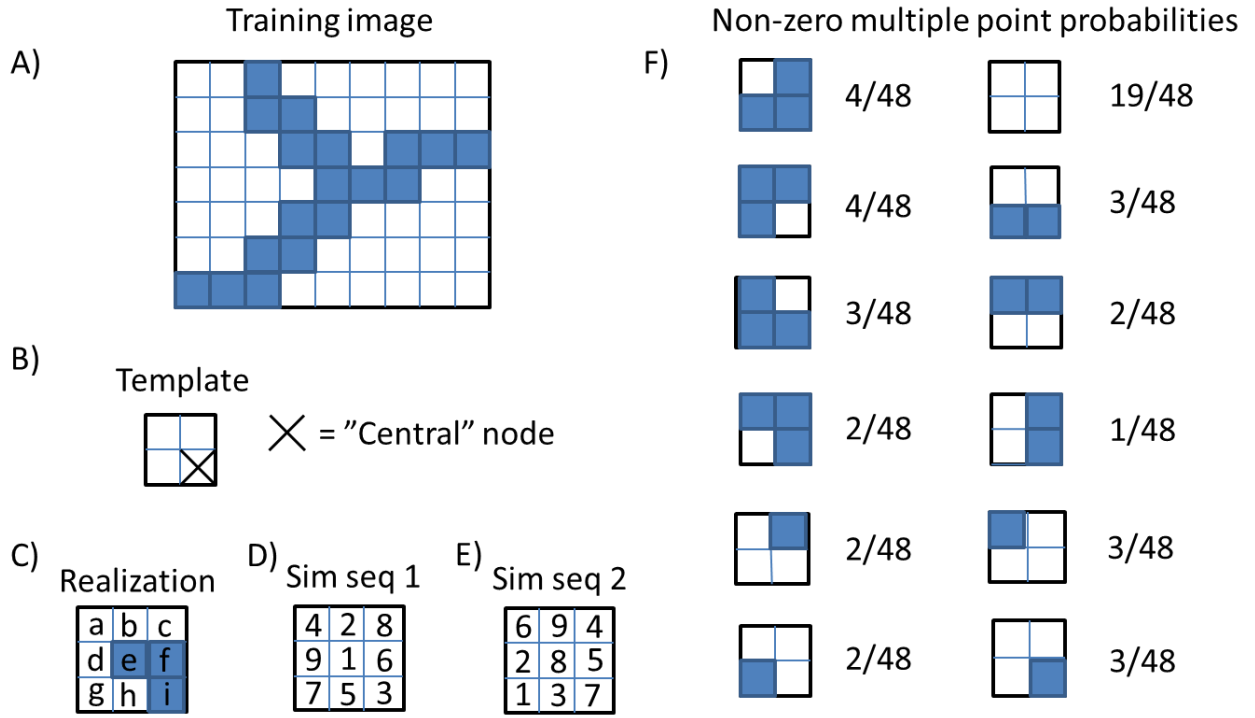 Training image
A)
B)
Template
= ”Central” node
C)
Realization
a b c
d e f
g h i
D)
Sim seq 1
4 2 8
9 1 6
7 5 3
E)
Sim seq 2
6 9 4
2 8 5
1 3 7
Non-zero multiple point probabilities
F)
4/48 19/48
4/48 3/48
3/48 2/48
2/48 1/48
2/48 3/48
2/48 3/48